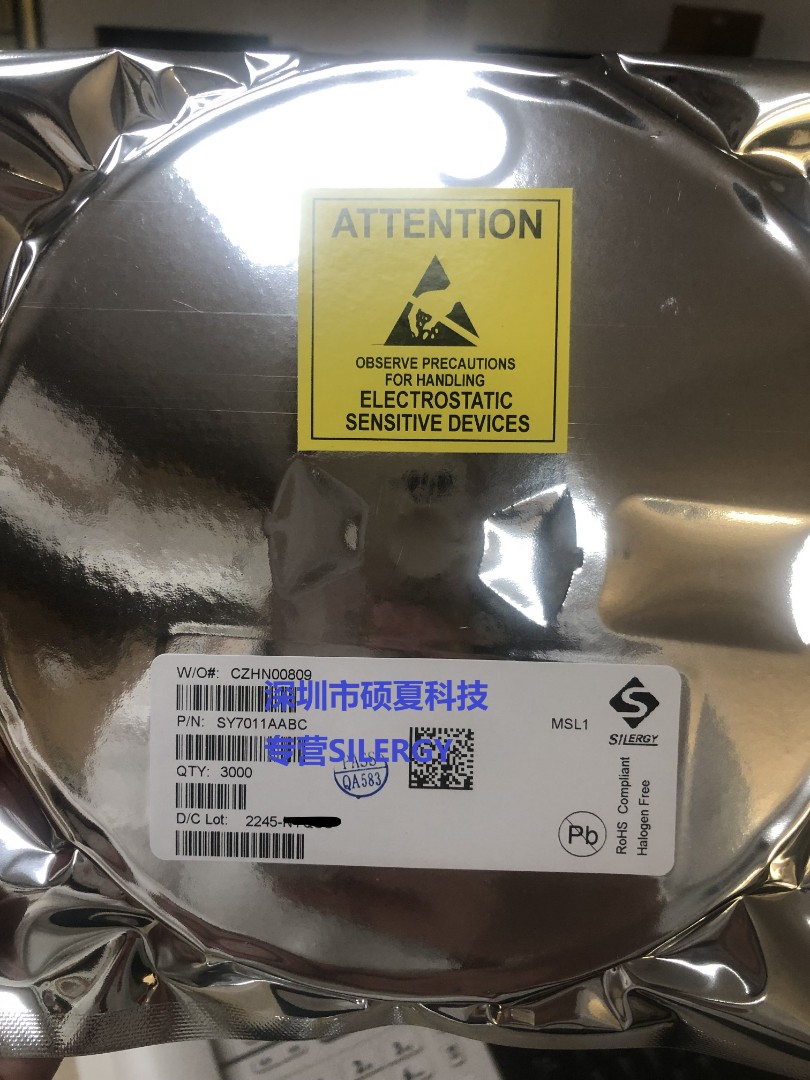 ATTENTION
OBSERVE PRECAUTIONS
FOR HANDLING
ELECTROSTATIC
SENSITIVE DEVICES
W/O#: CZHN00809
深圳市硕夏科技
P/N: SY7011AABC
MSL1
SILERGY
专营SILERGY
QTY: 3000
PASS
QA583
D/C Lot: 2245-
Pb
RoHS Compliant
Halogen Free